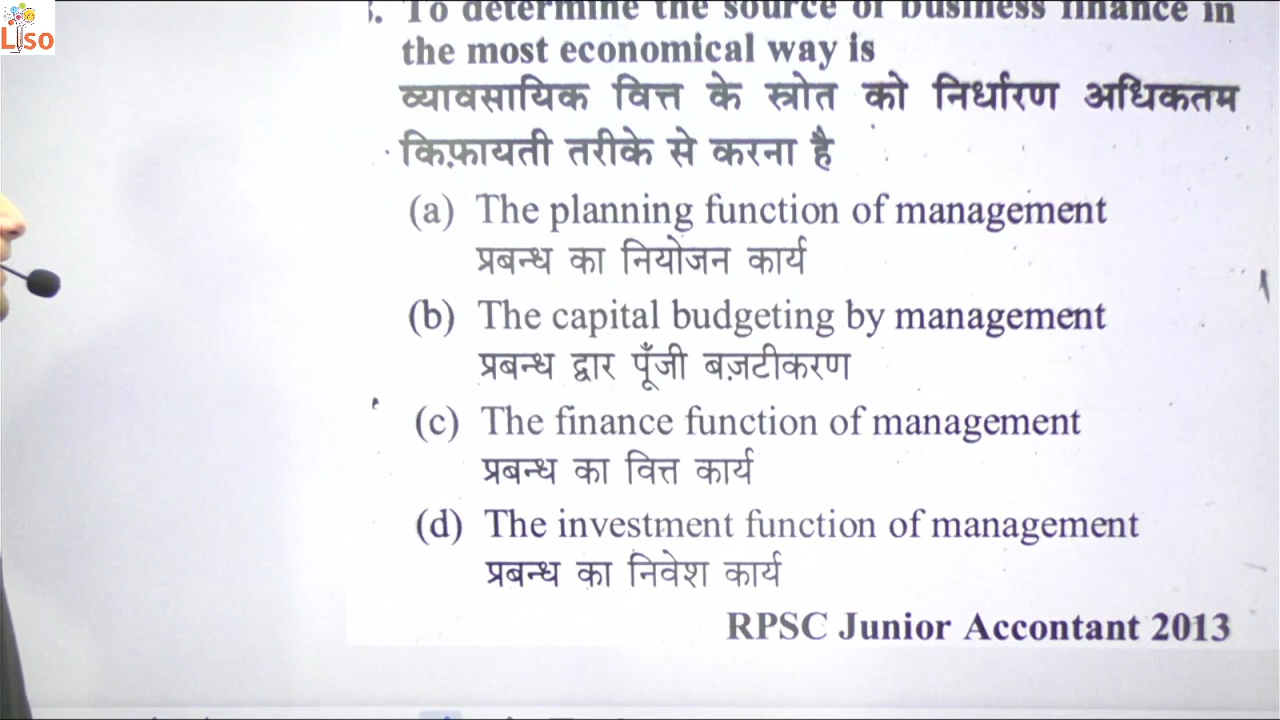 Liso
3. To determine the source of business finance in
the most economical way is
व्यावसायिक वित्त के स्त्रोत को निर्धारण अधिकतम
किफ़ायती तरीके से करना है
(a) The planning function of management
प्रबन्ध का नियोजन कार्य
(b) The capital budgeting by management
प्रबन्ध द्वार पूँजी बज़टीकरण
(c) The finance function of management
प्रबन्ध का वित्त कार्य
(d) The investment function of management
प्रबन्ध का निवेश कार्य
RPSC Junior Accontant 2013